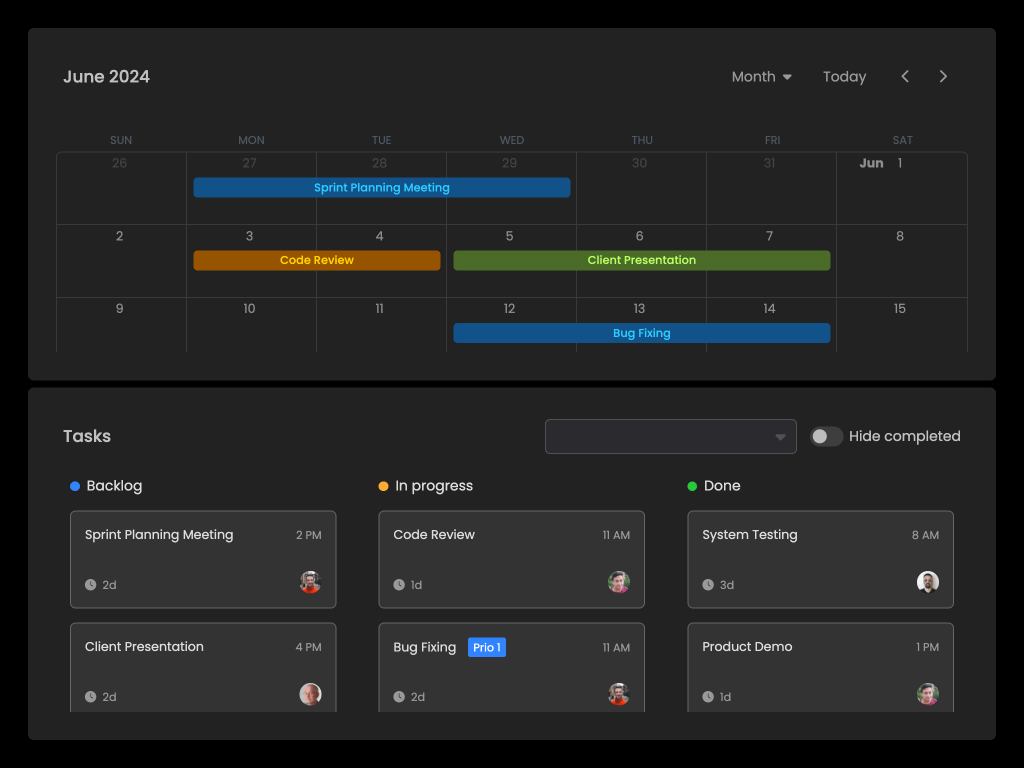 June 2024
Month Today
SUN MON TUE WED THU FRI SAT
26 27 28 29 30 31 Jun 1
Sprint Planning Meeting
2 3 4 5 6 7 8
Code Review Client Presentation
9 10 11 12 13 14 15
Bug Fixing
Tasks Hide completed
Backlog In progress Done
Sprint Planning Meeting 2 PM Code Review 11 AM System Testing 8 AM
2d 1d 3d
Client Presentation 4 PM Bug Fixing Prio 1 11 AM Product Demo 1 PM
2d 2d 1d